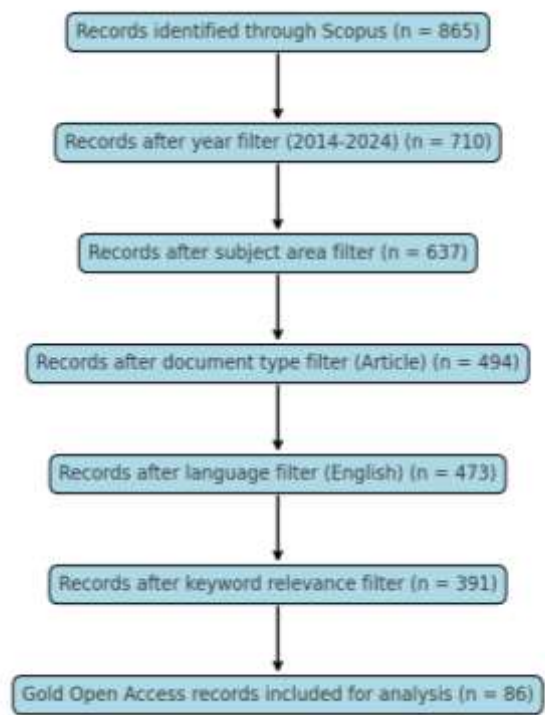 Records identified through Scopus (n = 865)
Records after year filter (2014-2024) (n = 710)
Records after subject area filter (n = 637)
Records after document type filter (Article) (n = 494)
Records after language filter (English) (n = 473)
Records after keyword relevance filter (n = 391)
Gold Open Access records included for analysis (n = 86)